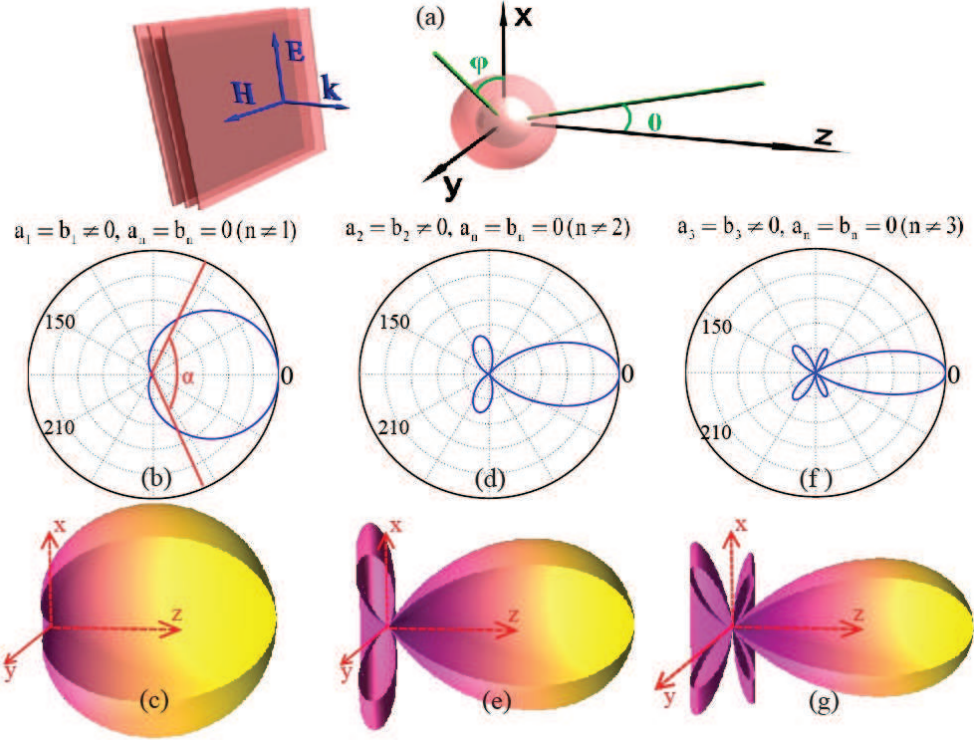 (a)
E
H
k
x
φ
θ
z
y
a₁ = b₁ ≠ 0, aₙ = bₙ = 0 (n ≠ 1)
a₂ = b₂ ≠ 0, aₙ = bₙ = 0 (n ≠ 2)
a₃ = b₃ ≠ 0, aₙ = bₙ = 0 (n ≠ 3)
150
α
0
210
(b)
150
0
210
(d)
150
0
210
(f)
x
z
y
(c)
x
z
y
(e)
x
z
y
(g)